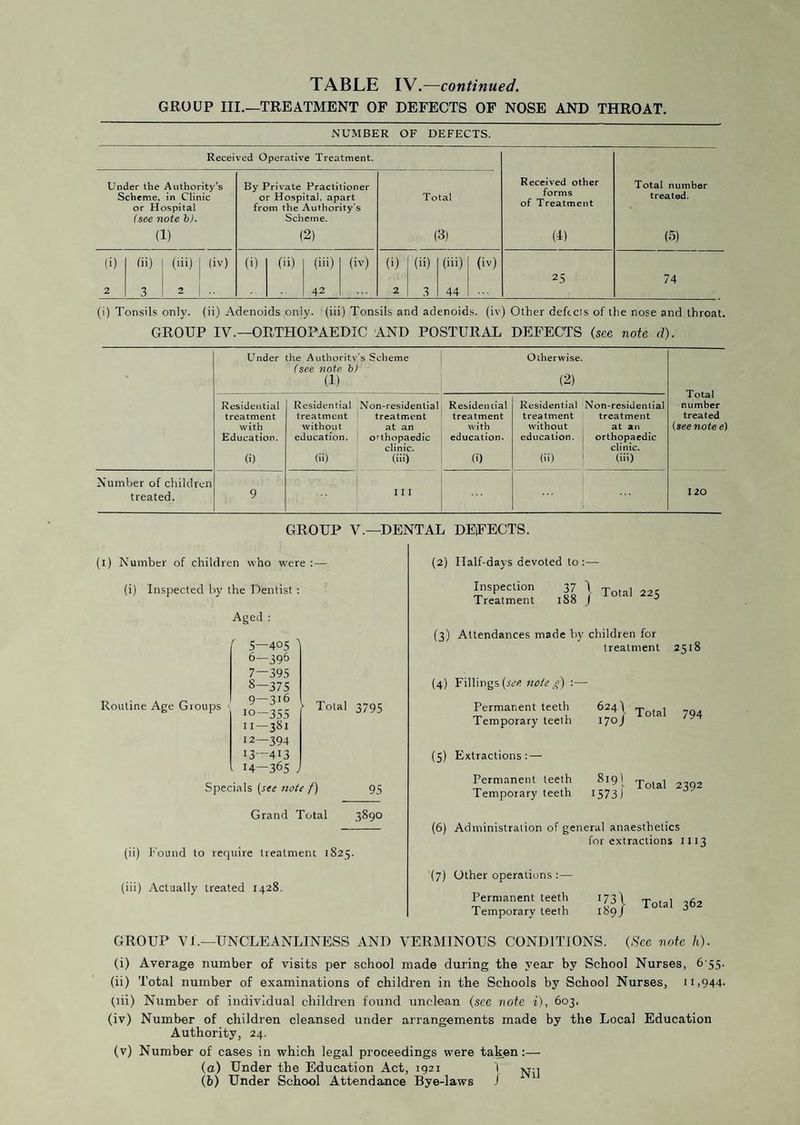 TABLE IV.—continued.
GROUP III.—TREATMENT OF DEFECTS OF NOSE AND THROAT.
NUMBER OF DEFECTS.
Received Operative Treatment.
Under the Authority's Scheme, in Clinic or Hospital (see note b). (1)
By Private Practitioner or Hospital, apart from the Authority's Scheme. (2)
Total (3)
Received other forms of Treatment (4)
Total number treated. (5)
(i) (ii) (iii) (iv) (i) (ii) (iii) (iv) (i) (ii) (iii) (iv)
2 3 2 .. . . 42 ... 2 3 44 ... 25 74
(i) Tonsils only. (ii) Adenoids only. (iii) Tonsils and adenoids. (iv) Other defects of the nose and throat.
GROUP IV.—ORTHOPAEDIC AND POSTURAL DEFECTS (see note d).
Under the Authority's Scheme (see note b) (1)
Otherwise. (2)
Total number treated (see note e)
Residential treatment with Education. (i)
Residential treatment without education. (ii)
Non-residential treatment at an orthopaedic clinic. (iii)
Residential treatment with education. (i)
Residential treatment without education. (ii)
Non-residential treatment at an orthopaedic clinic. (iii)
Number of children treated. 9 ... 111 ... ... ... 120
GROUP V.—DENTAL DEFECTS.
(1) Number of children who were :—
(i) Inspected by the Dentist :
Aged :
Routine Age Groups
5—405
6—396
7—395
8—375
9—316
10—355
11—381
12—394
13—413
14—365
Total 3795
Specials (see note f) 95
Grand Total 3890
(ii) Found to require treatment 1825.
(iii) Actually treated 1428.
(2) Half-days devoted to :—
Inspection 37
Treatment 188
Total 225
(3) Attendances made by children for
treatment 2518
(4) Fillings (see note g) :—
Permanent teeth 624
Temporary teeth 170
Total 794
(5) Extractions :—
Permanent teeth 819
Temporary teeth 1573
Total 2392
(6) Administration of general anaesthetics
for extractions 1113
(7) Other operations :—
Permanent teeth 173
Temporary teeth 189
Total 362
GROUP VI.—UNCLEANLINESS AND VERMINOUS CONDITIONS. (See note h).
(i) Average number of visits per school made during the year by School Nurses, 6·55.
(ii) Total number of examinations of children in the Schools by School Nurses, 11,944.
(iii) Number of individual children found unclean (see note i), 603.
(iv) Number of children cleansed under arrangements made by the Local Education
Authority, 24.
(v) Number of cases in which legal proceedings were taken :—
(a) Under the Education Act, 1921
(b) Under School Attendance Bye-laws
Nil